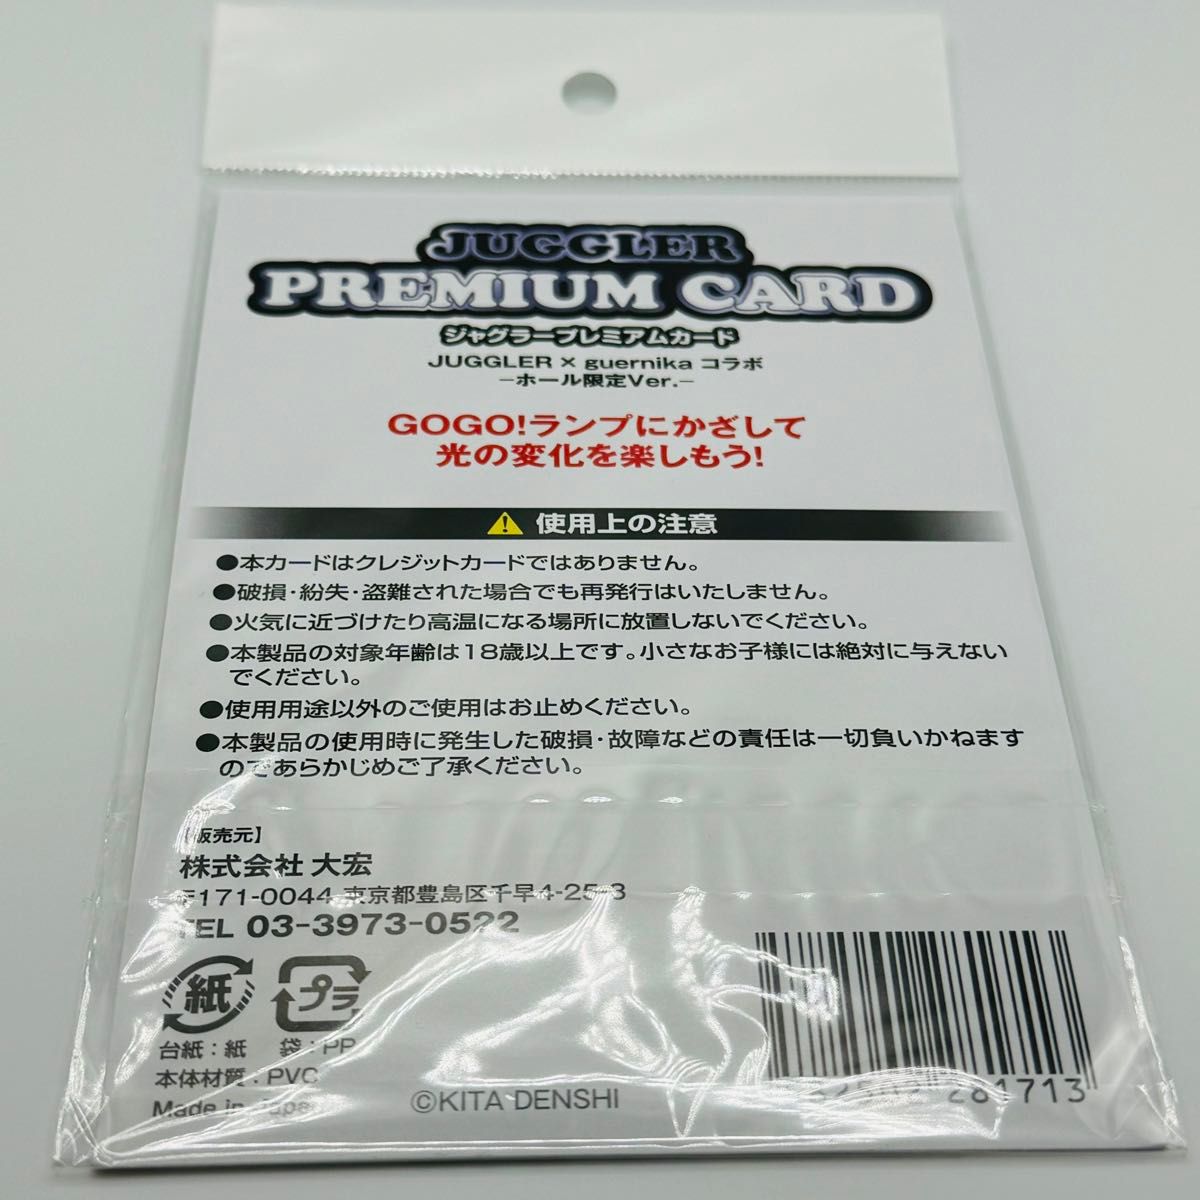 JUGGLER
PREMIUM CARD
ジャグラープレミアムカード
JUGGLER × guernika コラボ
−ホール限定Ver.−
GOGO!ランプにかざして
光の変化を楽しもう!
使用上の注意
●本カードはクレジットカードではありません。
●破損・紛失・盗難された場合でも再発行はいたしません。
●火気に近づけたり高温になる場所に放置しないでください。
●本製品の対象年齢は18歳以上です。小さなお子様には絶対に与えない
でください。
●使用用途以外のご使用はお止めください。
●本製品の使用時に発生した破損・故障などの責任は一切負いかねます
のであらかじめご了承ください。
【販売元】
株式会社 大宏
〒171-0044 東京都豊島区千早4-25-3
TEL 03-3973-0522
紙
プラ
台紙：紙 袋：PP
本体材質：PVC
Made in Japan
©KITA DENSHI
281713